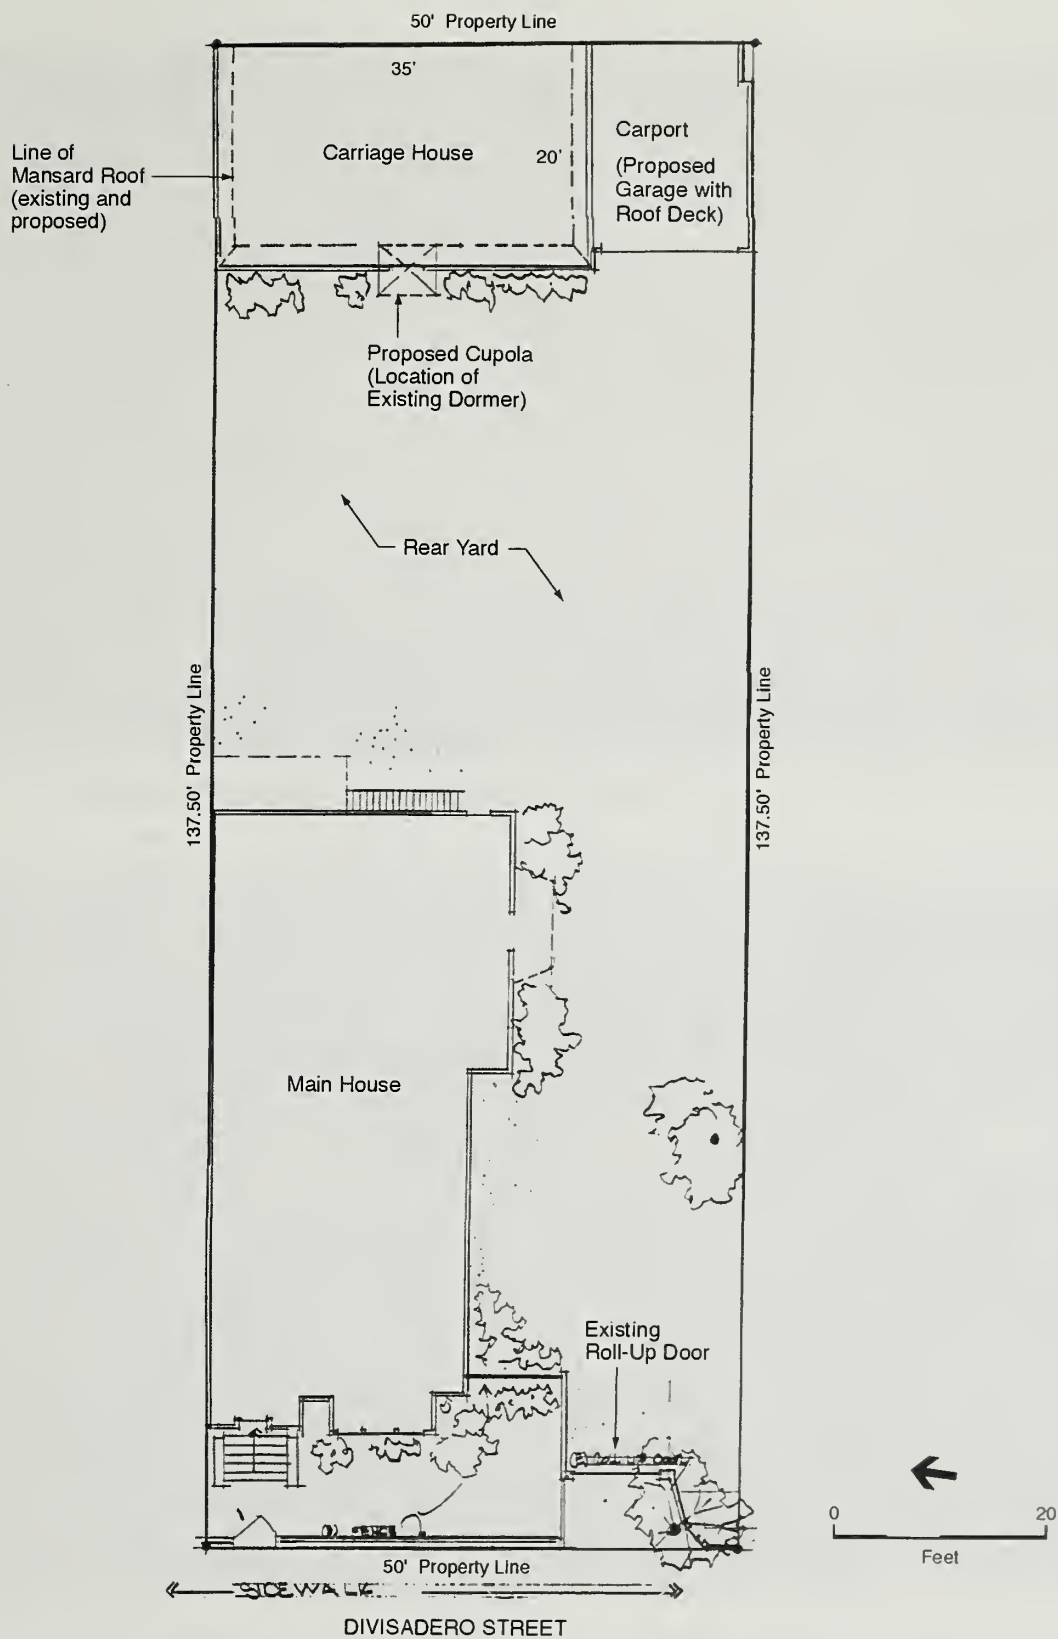 50' Property Line
35'
Carriage House
20'
Carport
(Proposed
Garage with
Roof Deck)
Line of
Mansard Roof
(existing and
proposed)
Proposed Cupola
(Location of
Existing Dormer)
Rear Yard
137.50' Property Line
137.50' Property Line
Main House
Existing
Roll-Up Door
FENCE
50' Property Line
SIDEWALK
DIVISADERO STREET
0 20
Feet